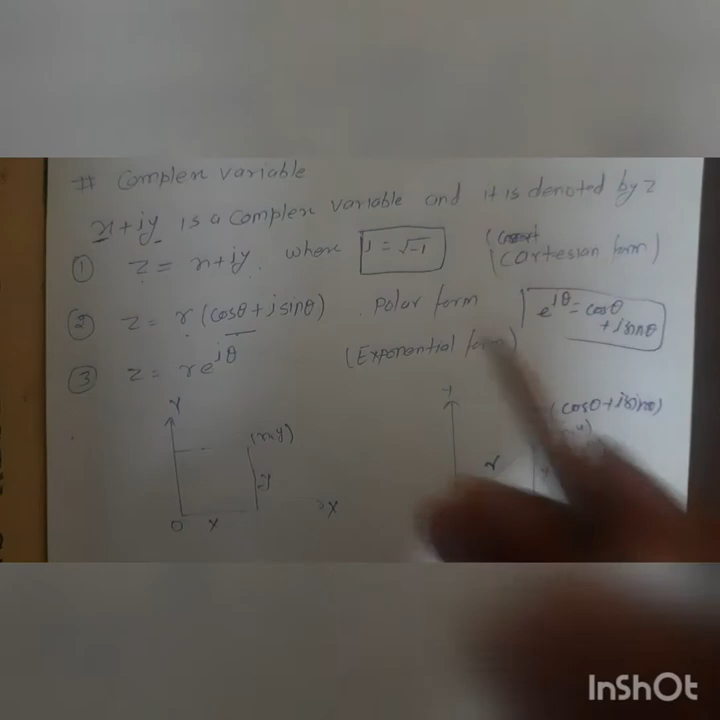 # Complex variable
x+iy is a complex variable and it is denoted by z
① z = x+iy. where i = √-1 (Cartesian form)
② z = r (cosθ + i sinθ). Polar form e^iθ = cosθ + i sinθ
③ z = re^iθ (Exponential form)
Y
(x,y)
y
O X X
(cosθ + i sinθ)
r
InShOt